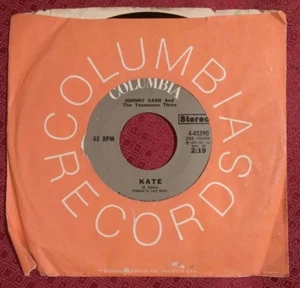 COLUMBIA
RECORDS
COLUMBIA
JOHNNY CASH And
The Tennessee Three
Stereo
45 RPM
4-45590
2:19
KATE